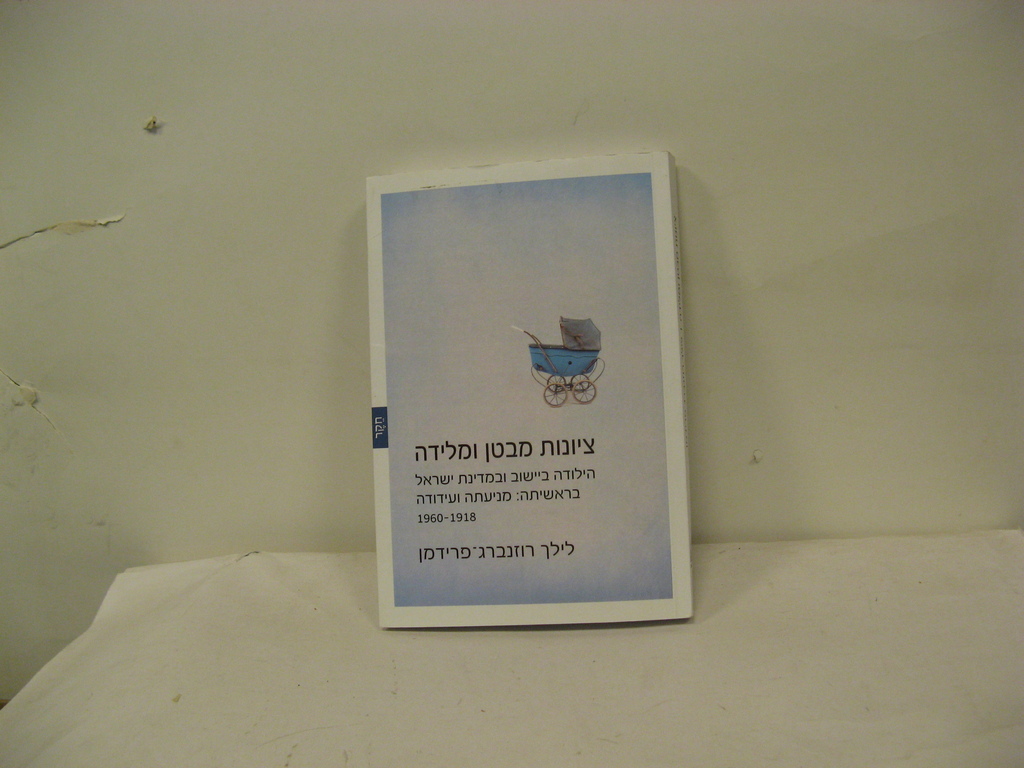 ציונות מבטן ומלידה
הילודה ביישוב ובמדינת ישראל
בראשיתה: מניעתה ועידודה
1960-1918
לילך רוזנברג־פרידמן